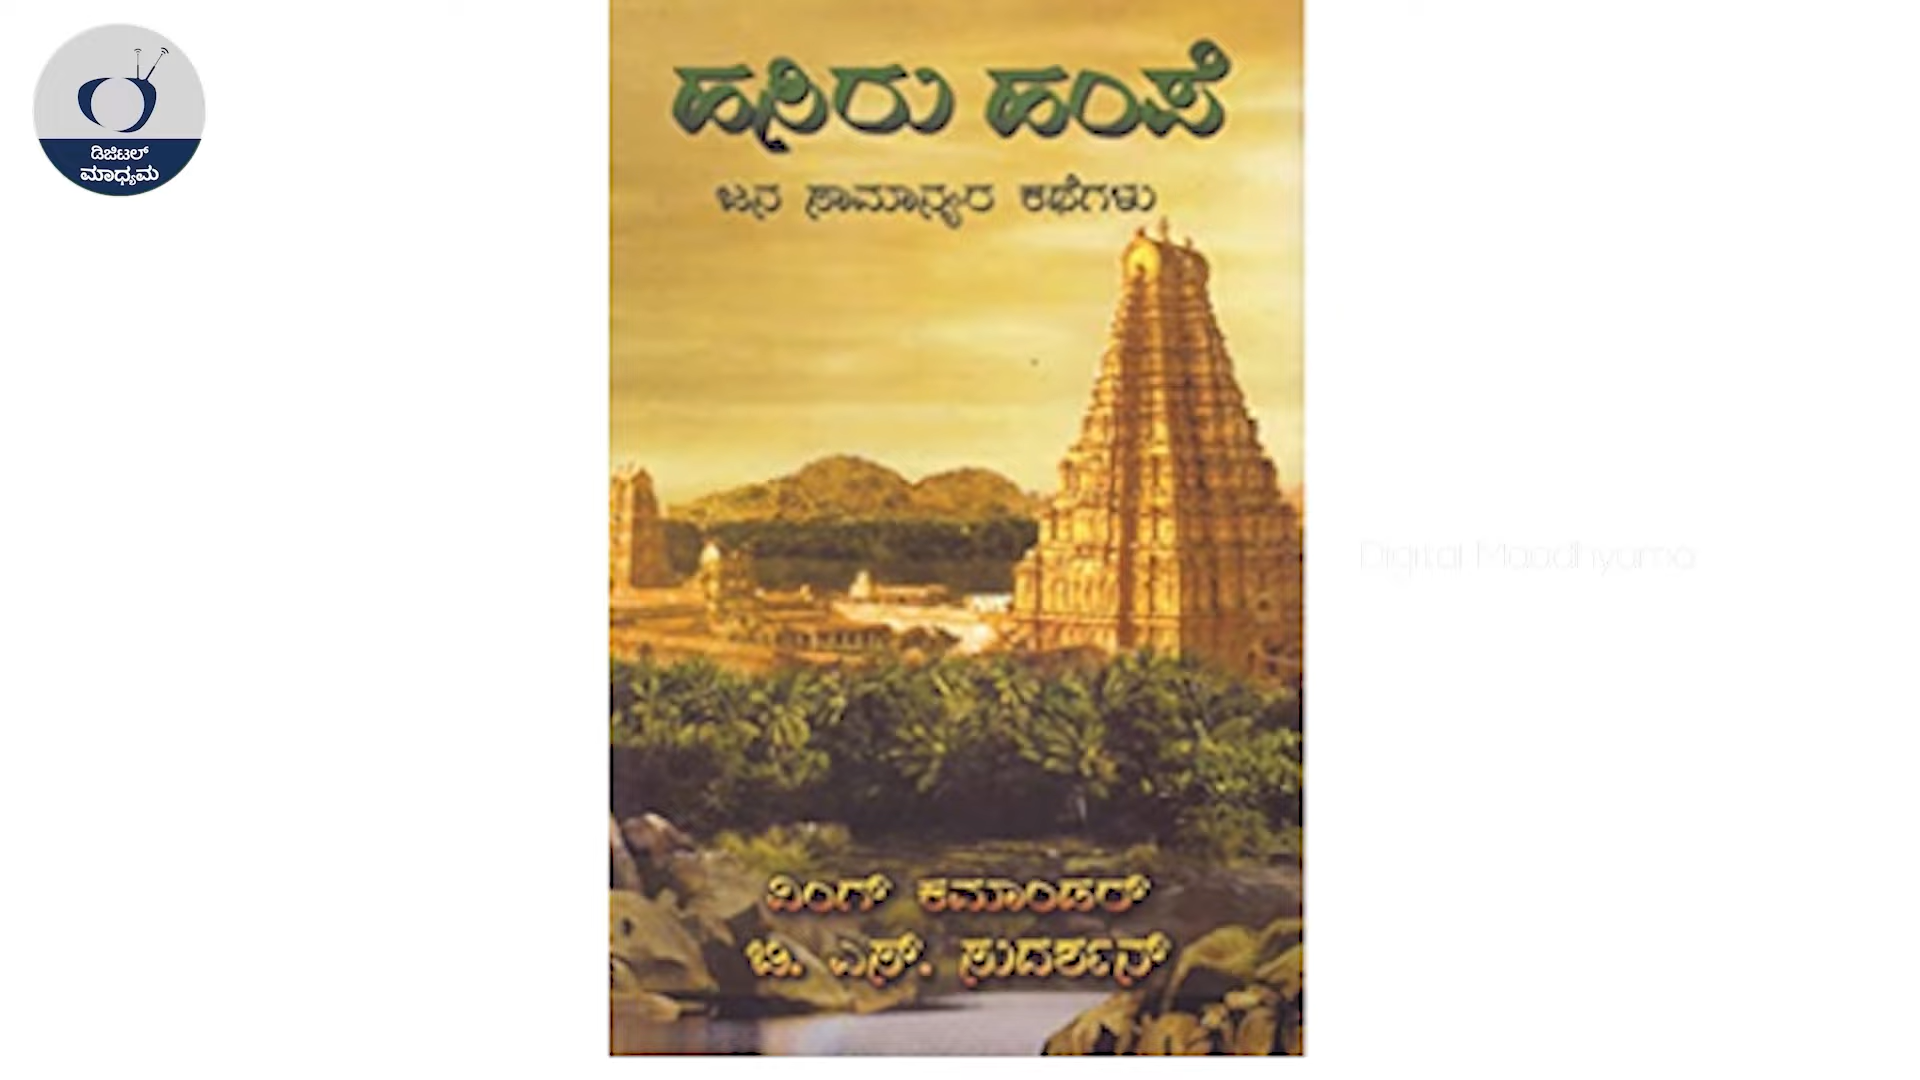 ಡಿಜಿಟಲ್
ಮಾಧ್ಯಮ
ಹಸಿರು ಹಂಪೆ
ಜನ ಸಾಮಾನ್ಯರ ಕಥೆಗಳು
Digital Maadhyama
ವಿಂಗ್ ಕಮಾಂಡರ್
ಬಿ. ಎಸ್. ಸುದರ್ಶನ್